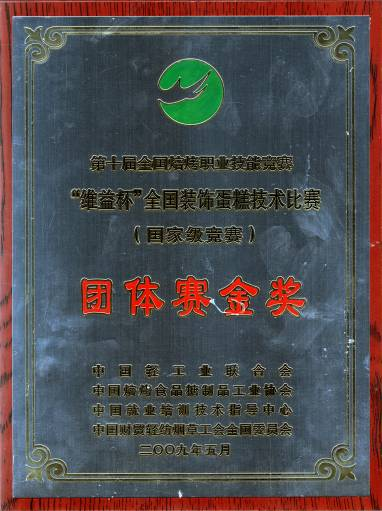 第十届全国焙烤职业技能竞赛
“维益杯”全国装饰蛋糕技术比赛
（国家级竞赛）
团体赛金奖
中国轻工业联合会
中国焙烤食品糖制品工业协会
中国就业培训技术指导中心
中国财贸轻纺烟草工会全国委员会
二〇〇九年五月